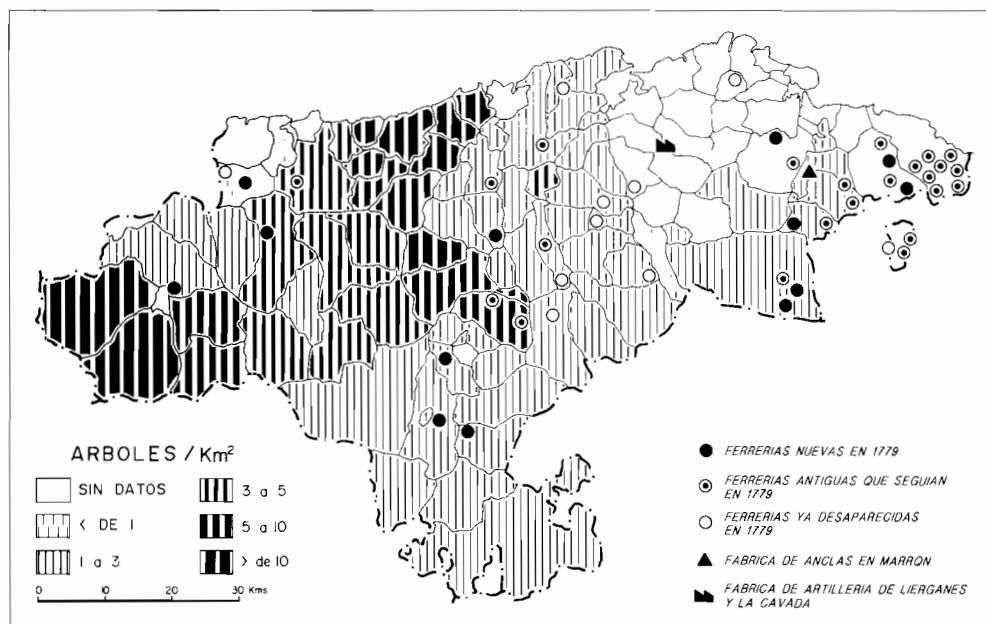 ARBOLES / Km²
SIN DATOS
< DE 1
1 a 3
3 a 5
5 a 10
> de 10
0 10 20 30 Kms
FERRERIAS NUEVAS EN 1779
FERRERIAS ANTIGUAS QUE SEGUIAN
EN 1779
FERRERIAS YA DESAPARECIDAS
EN 1779
FABRICA DE ANCLAS EN MARRON
FABRICA DE ARTILLERIA DE LIERGANES
Y LA CAVADA